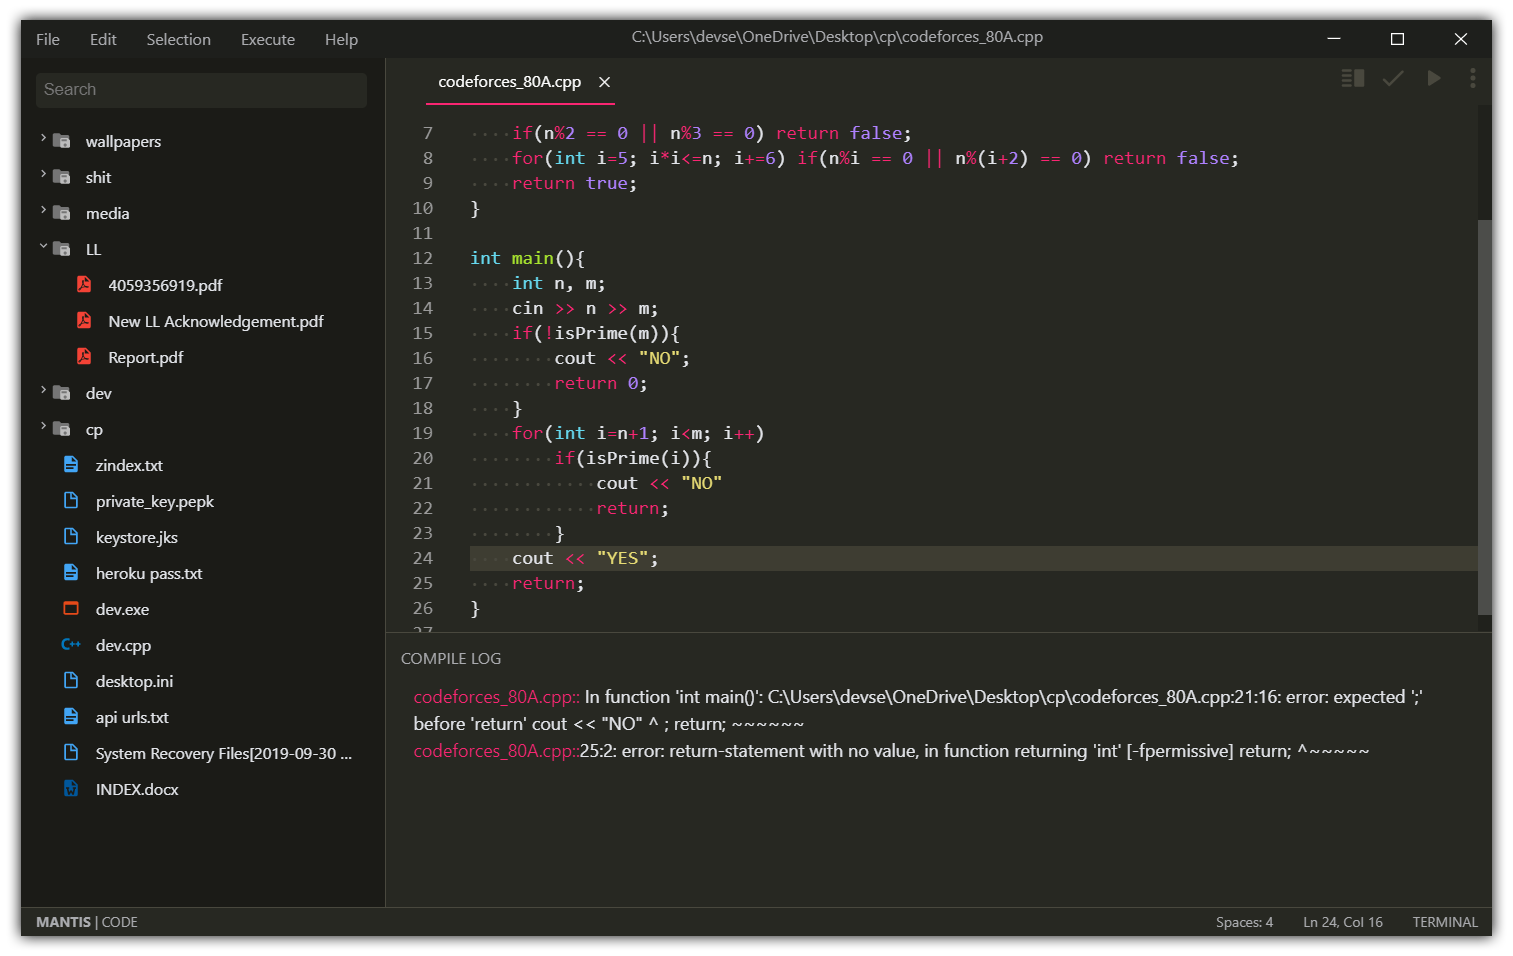 File Edit Selection Execute Help C:\Users\devse\OneDrive\Desktop\cp\codeforces_80A.cpp
Search
wallpapers
shit
media
LL
4059356919.pdf
New LL Acknowledgement.pdf
Report.pdf
dev
cp
zindex.txt
private_key.pepk
keystore.jks
heroku pass.txt
dev.exe
dev.cpp
desktop.ini
api urls.txt
System Recovery Files[2019-09-30 ...
INDEX.docx
codeforces_80A.cpp
7 ····if(n%2 == 0 || n%3 == 0) return false;
8 ····for(int i=5; i*i<=n; i+=6) if(n%i == 0 || n%(i+2) == 0) return false;
9 ····return true;
10 }
11
12 int main(){
13 ····int n, m;
14 ····cin >> n >> m;
15 ····if(!isPrime(m)){
16 ········cout << "NO";
17 ········return 0;
18 ····}
19 ····for(int i=n+1; i<m; i++)
20 ········if(isPrime(i)){
21 ············cout << "NO"
22 ············return;
23 ········}
24 ····cout << "YES";
25 ····return;
26 }
27
COMPILE LOG
codeforces_80A.cpp:: In function 'int main()': C:\Users\devse\OneDrive\Desktop\cp\codeforces_80A.cpp:21:16: error: expected ';'
before 'return' cout << "NO" ^ ; return; ~~~~~~
codeforces_80A.cpp::25:2: error: return-statement with no value, in function returning 'int' [-fpermissive] return; ^~~~~~
MANTIS | CODE Spaces: 4 Ln 24, Col 16 TERMINAL